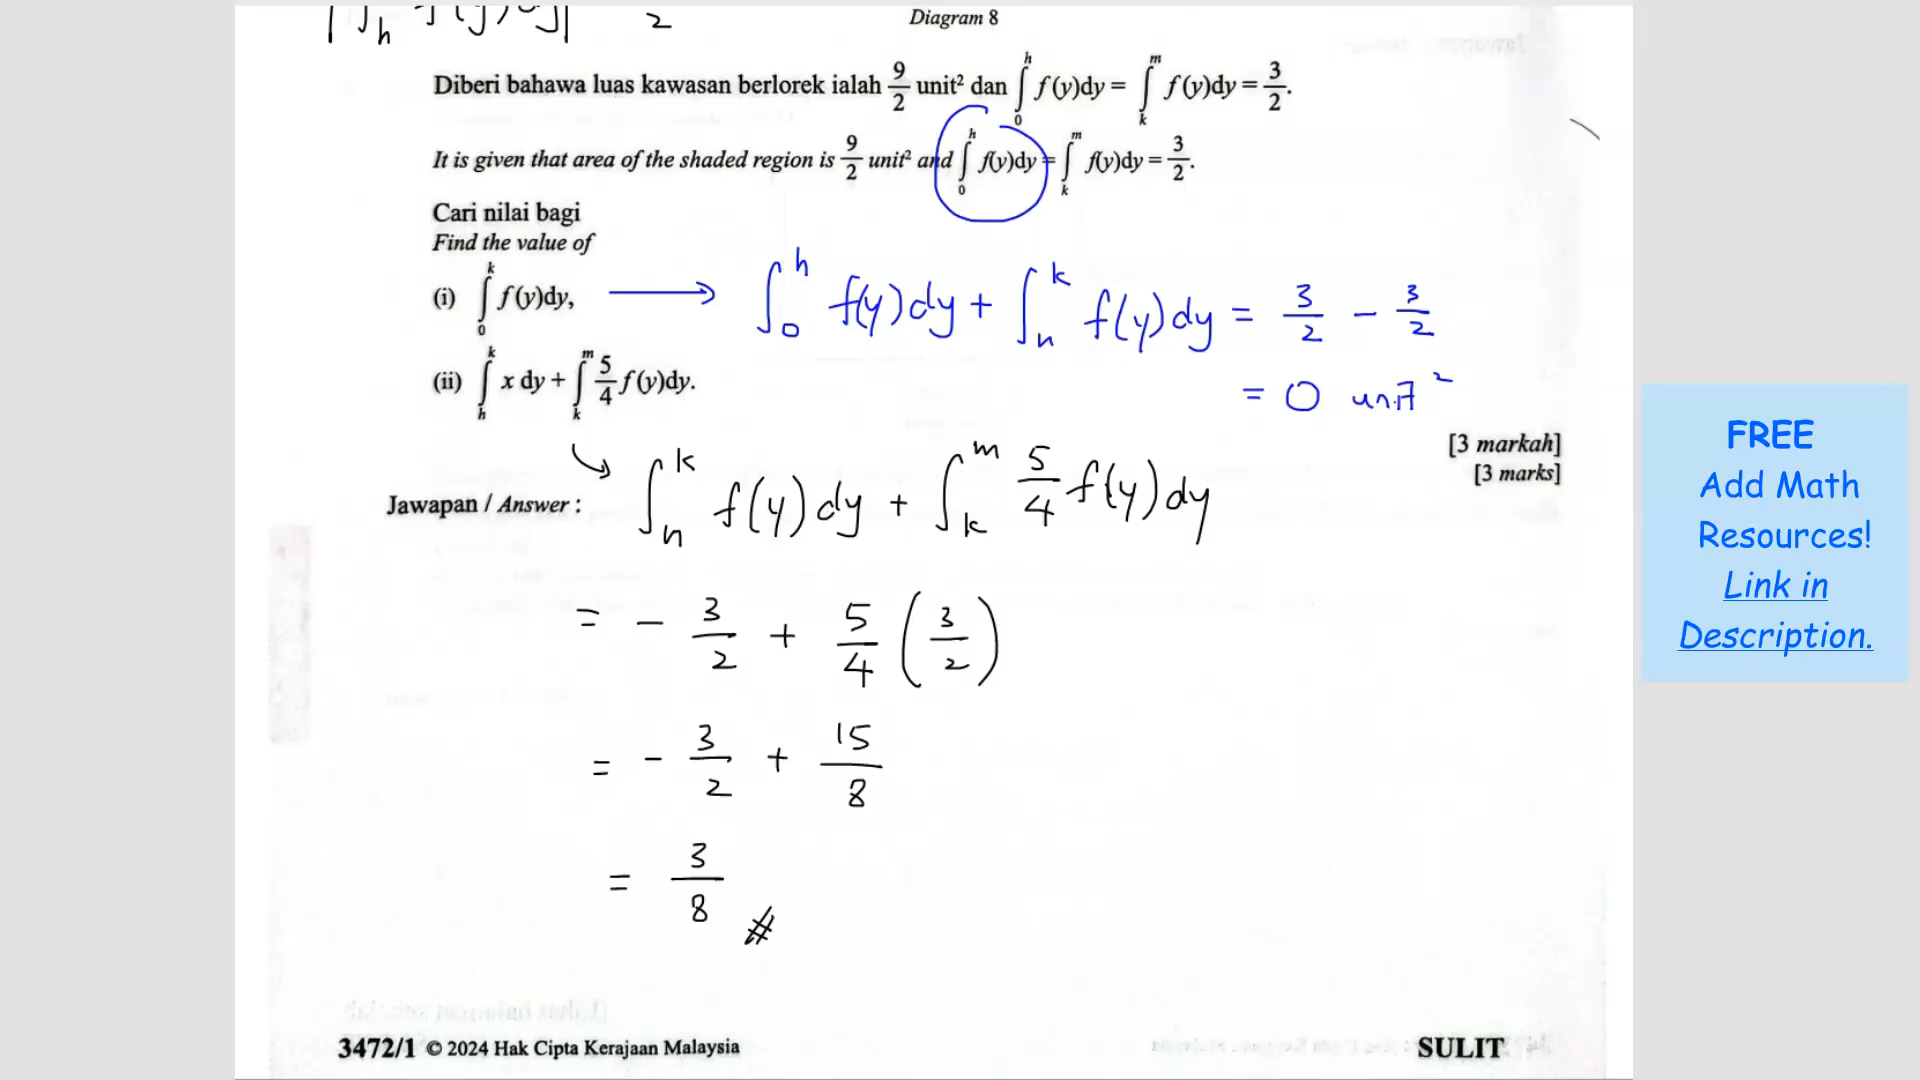 |∫h f(y)dy| 2
Diagram 8
Diberi bahawa luas kawasan berlorek ialah 9/2 unit² dan ∫₀ʰ f(y)dy = ∫ₖᵐ f(y)dy = 3/2.
It is given that area of the shaded region is 9/2 unit² and ∫₀ʰ f(y)dy = ∫ₖᵐ f(y)dy = 3/2.
Cari nilai bagi
Find the value of
(i) ∫₀ᵏ f(y)dy, → ∫₀ʰ f(y)dy + ∫ₕᵏ f(y)dy = 3/2 - 3/2
= 0 unit²
(ii) ∫ₕᵏ x dy + ∫ₖᵐ 5/4 f(y)dy.
[3 markah]
[3 marks]
Jawapan / Answer : ∫ₕᵏ f(y)dy + ∫ₖᵐ 5/4 f(y)dy
= - 3/2 + 5/4 (3/2)
= - 3/2 + 15/8
= 3/8 #
3472/1 © 2024 Hak Cipta Kerajaan Malaysia
SULIT
FREE
Add Math
Resources!
Link in
Description.